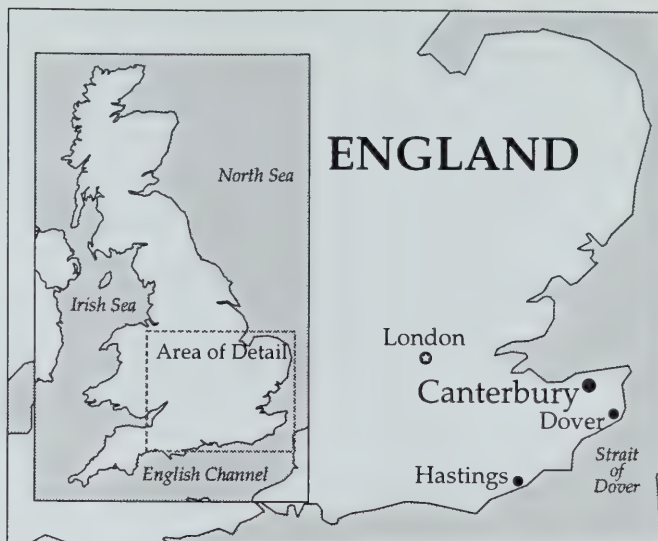 North Sea
ENGLAND
Irish Sea
Area of Detail
English Channel
London
Canterbury
Dover
Hastings
Strait
of
Dover